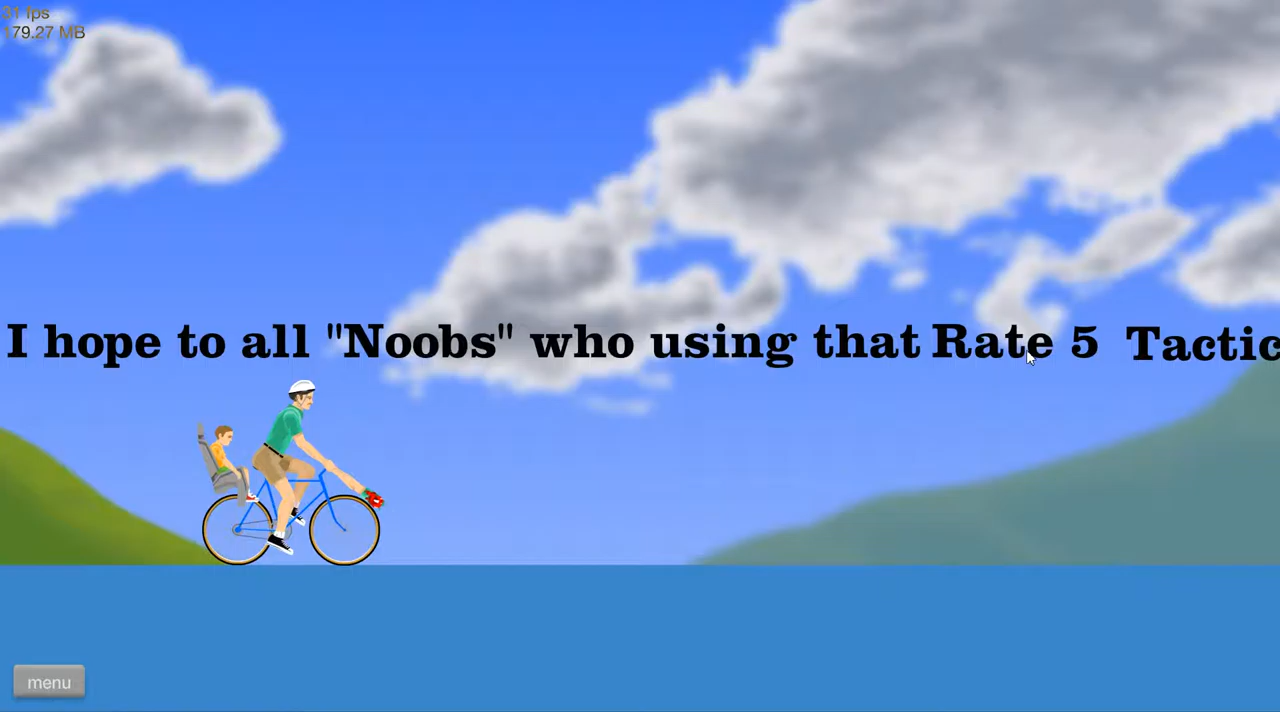 31 fps
179.27 MB
I hope to all "Noobs" who using that Rate 5 Tactic
menu